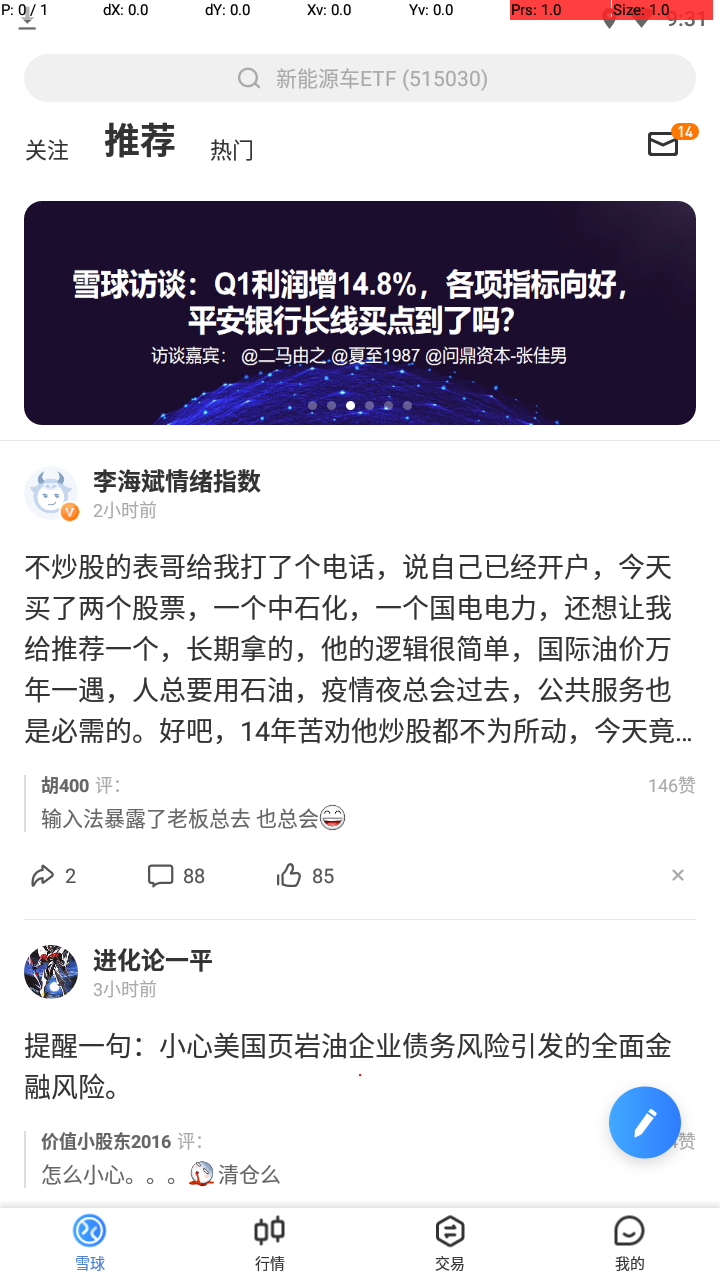 P: 0 / 1 dX: 0.0 dY: 0.0 Xv: 0.0 Yv: 0.0 Prs: 1.0 Size: 1.0
9:31
新能源车ETF (515030)
关注 推荐 热门 14
雪球访谈：Q1利润增14.8%，各项指标向好，
平安银行长线买点到了吗？
访谈嘉宾： @二马由之 @夏至1987 @问鼎资本-张佳男
李海斌情绪指数
V
2小时前
不炒股的表哥给我打了个电话，说自己已经开户，今天
买了两个股票，一个中石化，一个国电电力，还想让我
给推荐一个，长期拿的，他的逻辑很简单，国际油价万
年一遇，人总要用石油，疫情夜总会过去，公共服务也
是必需的。好吧，14年苦劝他炒股都不为所动，今天竟...
胡400 评： 146赞
输入法暴露了老板总去 也总会
2 88 85
进化论一平
3小时前
提醒一句：小心美国页岩油企业债务风险引发的全面金
融风险。
价值小股东2016 评： 赞
怎么小心。。。 清仓么
雪球 行情 交易 我的